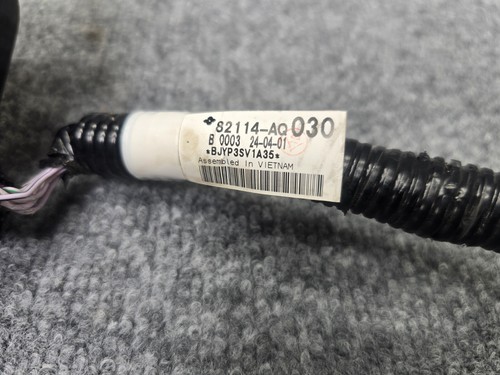 82114-AQ030
B 0003 24-04-01
*BJYP3SV1A35*
Assembled in VIETNAM